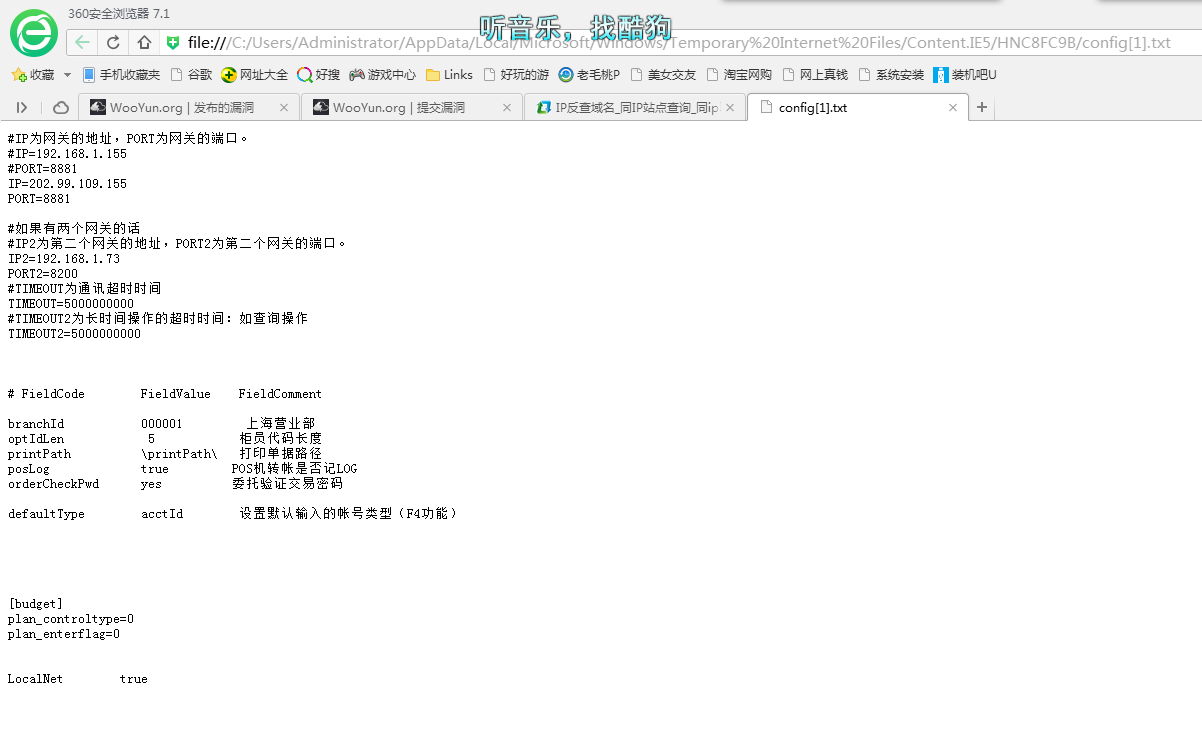 360安全浏览器 7.1
听音乐，找酷狗
file:///C:/Users/Administrator/AppData/Local/Microsoft/Windows/Temporary%20Internet%20Files/Content.IE5/HNC8FC9B/config[1].txt
收藏 手机收藏夹 谷歌 网址大全 好搜 游戏中心 Links 好玩的游 老毛桃P 美女交友 淘宝网购 网上真钱 系统安装 装机吧U
WooYun.org | 发布的漏洞 WooYun.org | 提交漏洞 IP反查域名_同IP站点查询_同ip config[1].txt
#IP为网关的地址，PORT为网关的端口。
#IP=192.168.1.155
#PORT=8881
IP=202.99.109.155
PORT=8881
#如果有两个网关的话
#IP2为第二个网关的地址，PORT2为第二个网关的端口。
IP2=192.168.1.73
PORT2=8200
#TIMEOUT为通讯超时时间
TIMEOUT=5000000000
#TIMEOUT2为长时间操作的超时时间：如查询操作
TIMEOUT2=5000000000
# FieldCode FieldValue FieldComment
branchId 000001 上海营业部
optIdLen 5 柜员代码长度
printPath \printPath\ 打印单据路径
posLog true POS机转帐是否记LOG
orderCheckPwd yes 委托验证交易密码
defaultType acctId 设置默认输入的帐号类型（F4功能）
[budget]
plan_controltype=0
plan_enterflag=0
LocalNet true